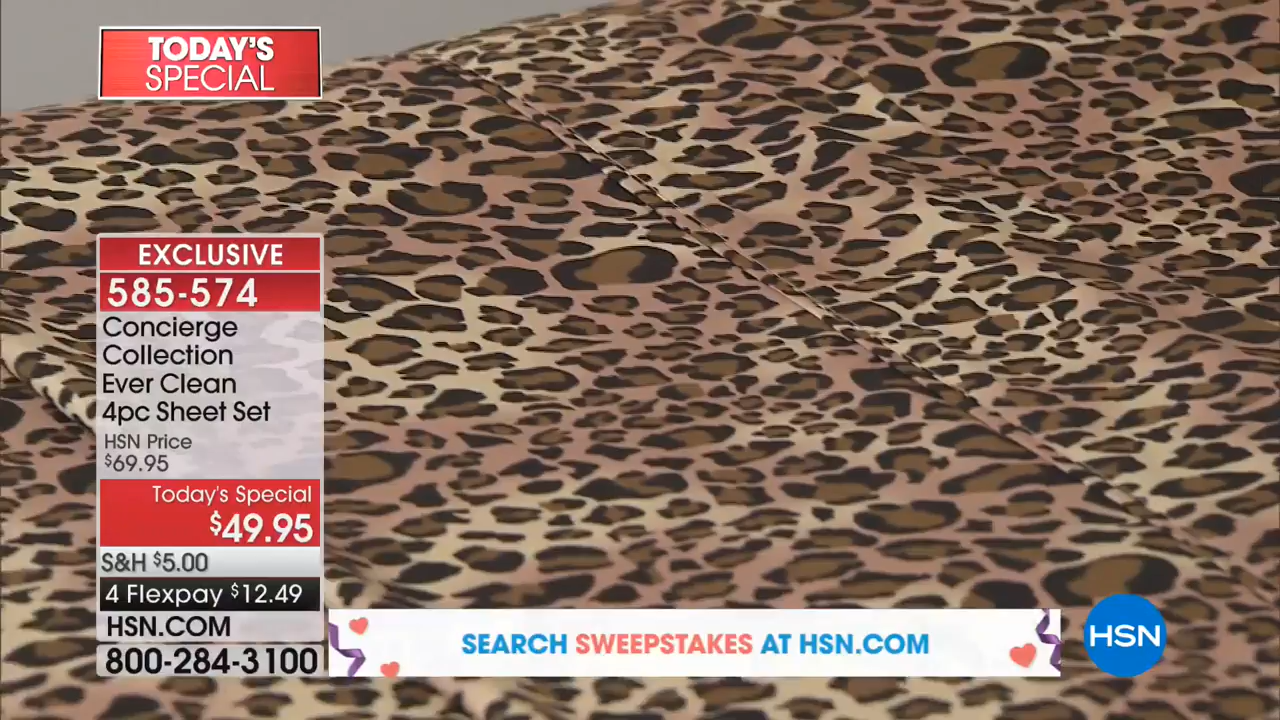 TODAY'S
SPECIAL
EXCLUSIVE
585-574
Concierge
Collection
Ever Clean
4pc Sheet Set
HSN Price
$69.95
Today's Special
$49.95
S&H $5.00
4 Flexpay $12.49
HSN.COM
800-284-3100
SEARCH SWEEPSTAKES AT HSN.COM
HSN